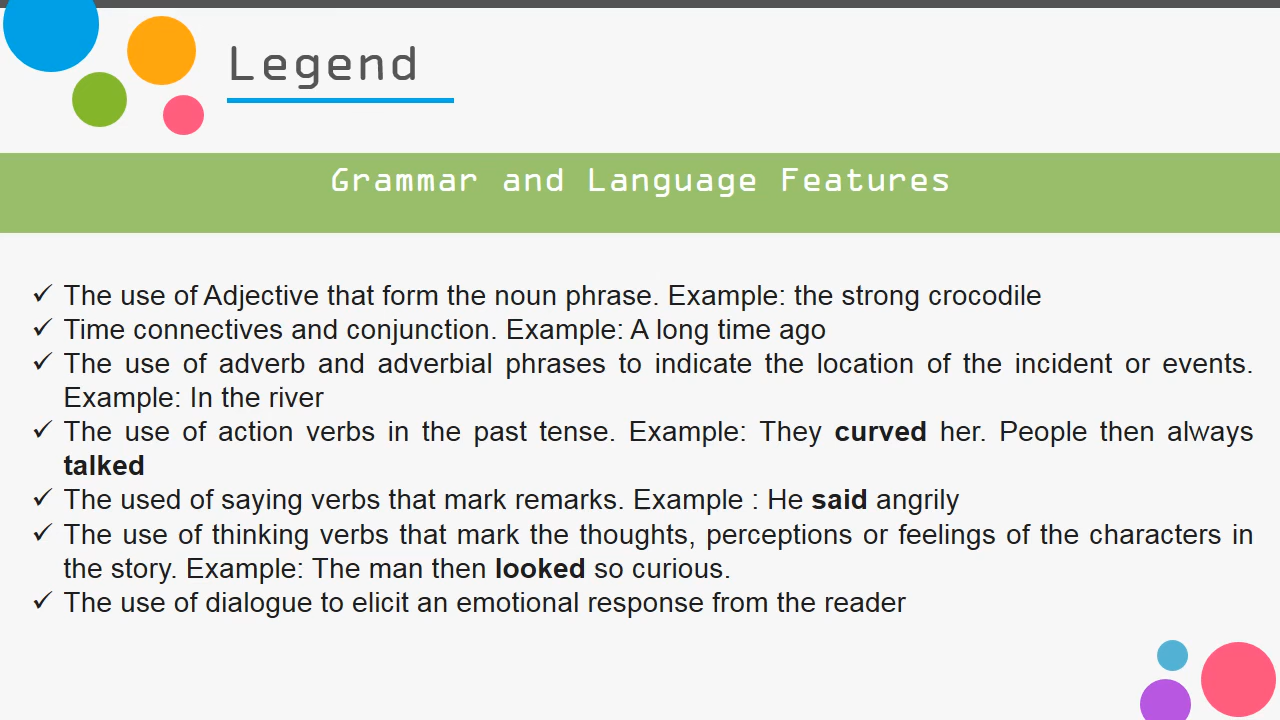 Legend
Grammar and Language Features
✓ The use of Adjective that form the noun phrase. Example: the strong crocodile
✓ Time connectives and conjunction. Example: A long time ago
✓ The use of adverb and adverbial phrases to indicate the location of the incident or events.
Example: In the river
✓ The use of action verbs in the past tense. Example: They curved her. People then always
talked
✓ The used of saying verbs that mark remarks. Example : He said angrily
✓ The use of thinking verbs that mark the thoughts, perceptions or feelings of the characters in
the story. Example: The man then looked so curious.
✓ The use of dialogue to elicit an emotional response from the reader